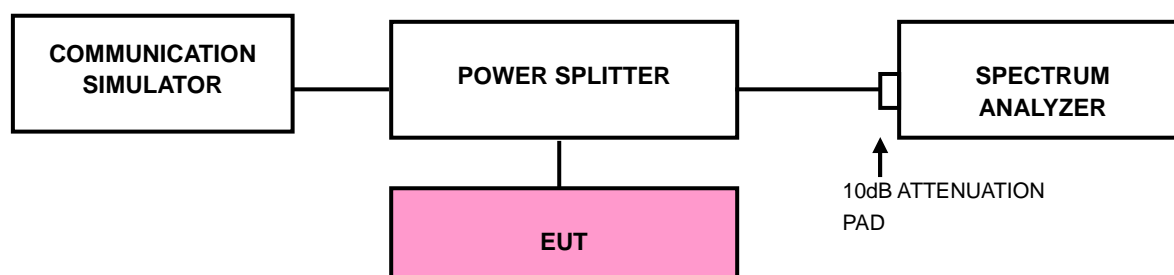 COMMUNICATION
SIMULATOR
POWER SPLITTER
SPECTRUM
ANALYZER
10dB ATTENUATION
PAD
EUT